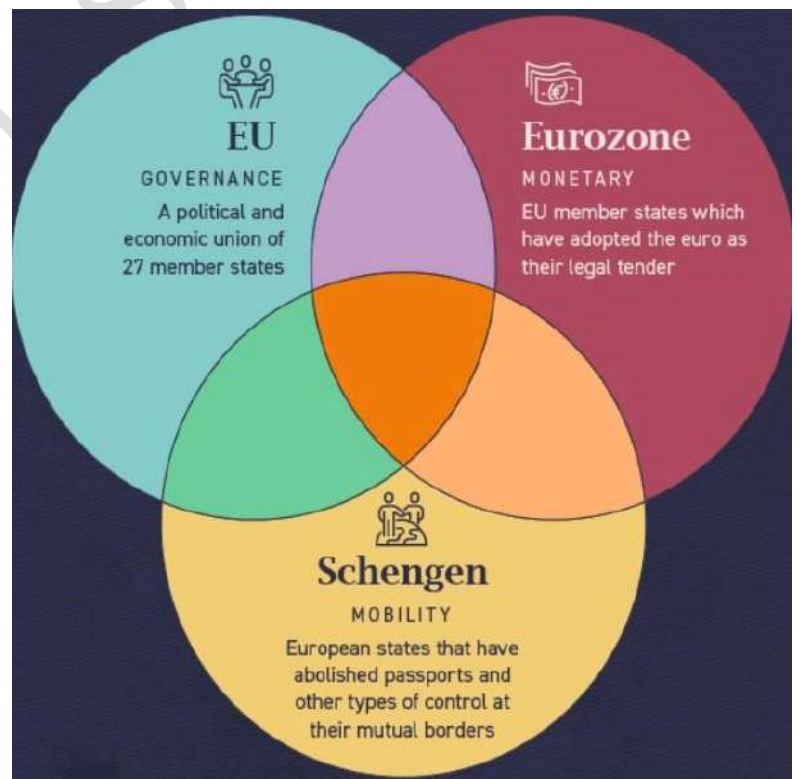 EU
GOVERNANCE
A political and
economic union of
27 member states
Eurozone
MONETARY
EU member states which
have adopted the euro as
their legal tender
Schengen
MOBILITY
European states that have
abolished passports and
other types of control at
their mutual borders